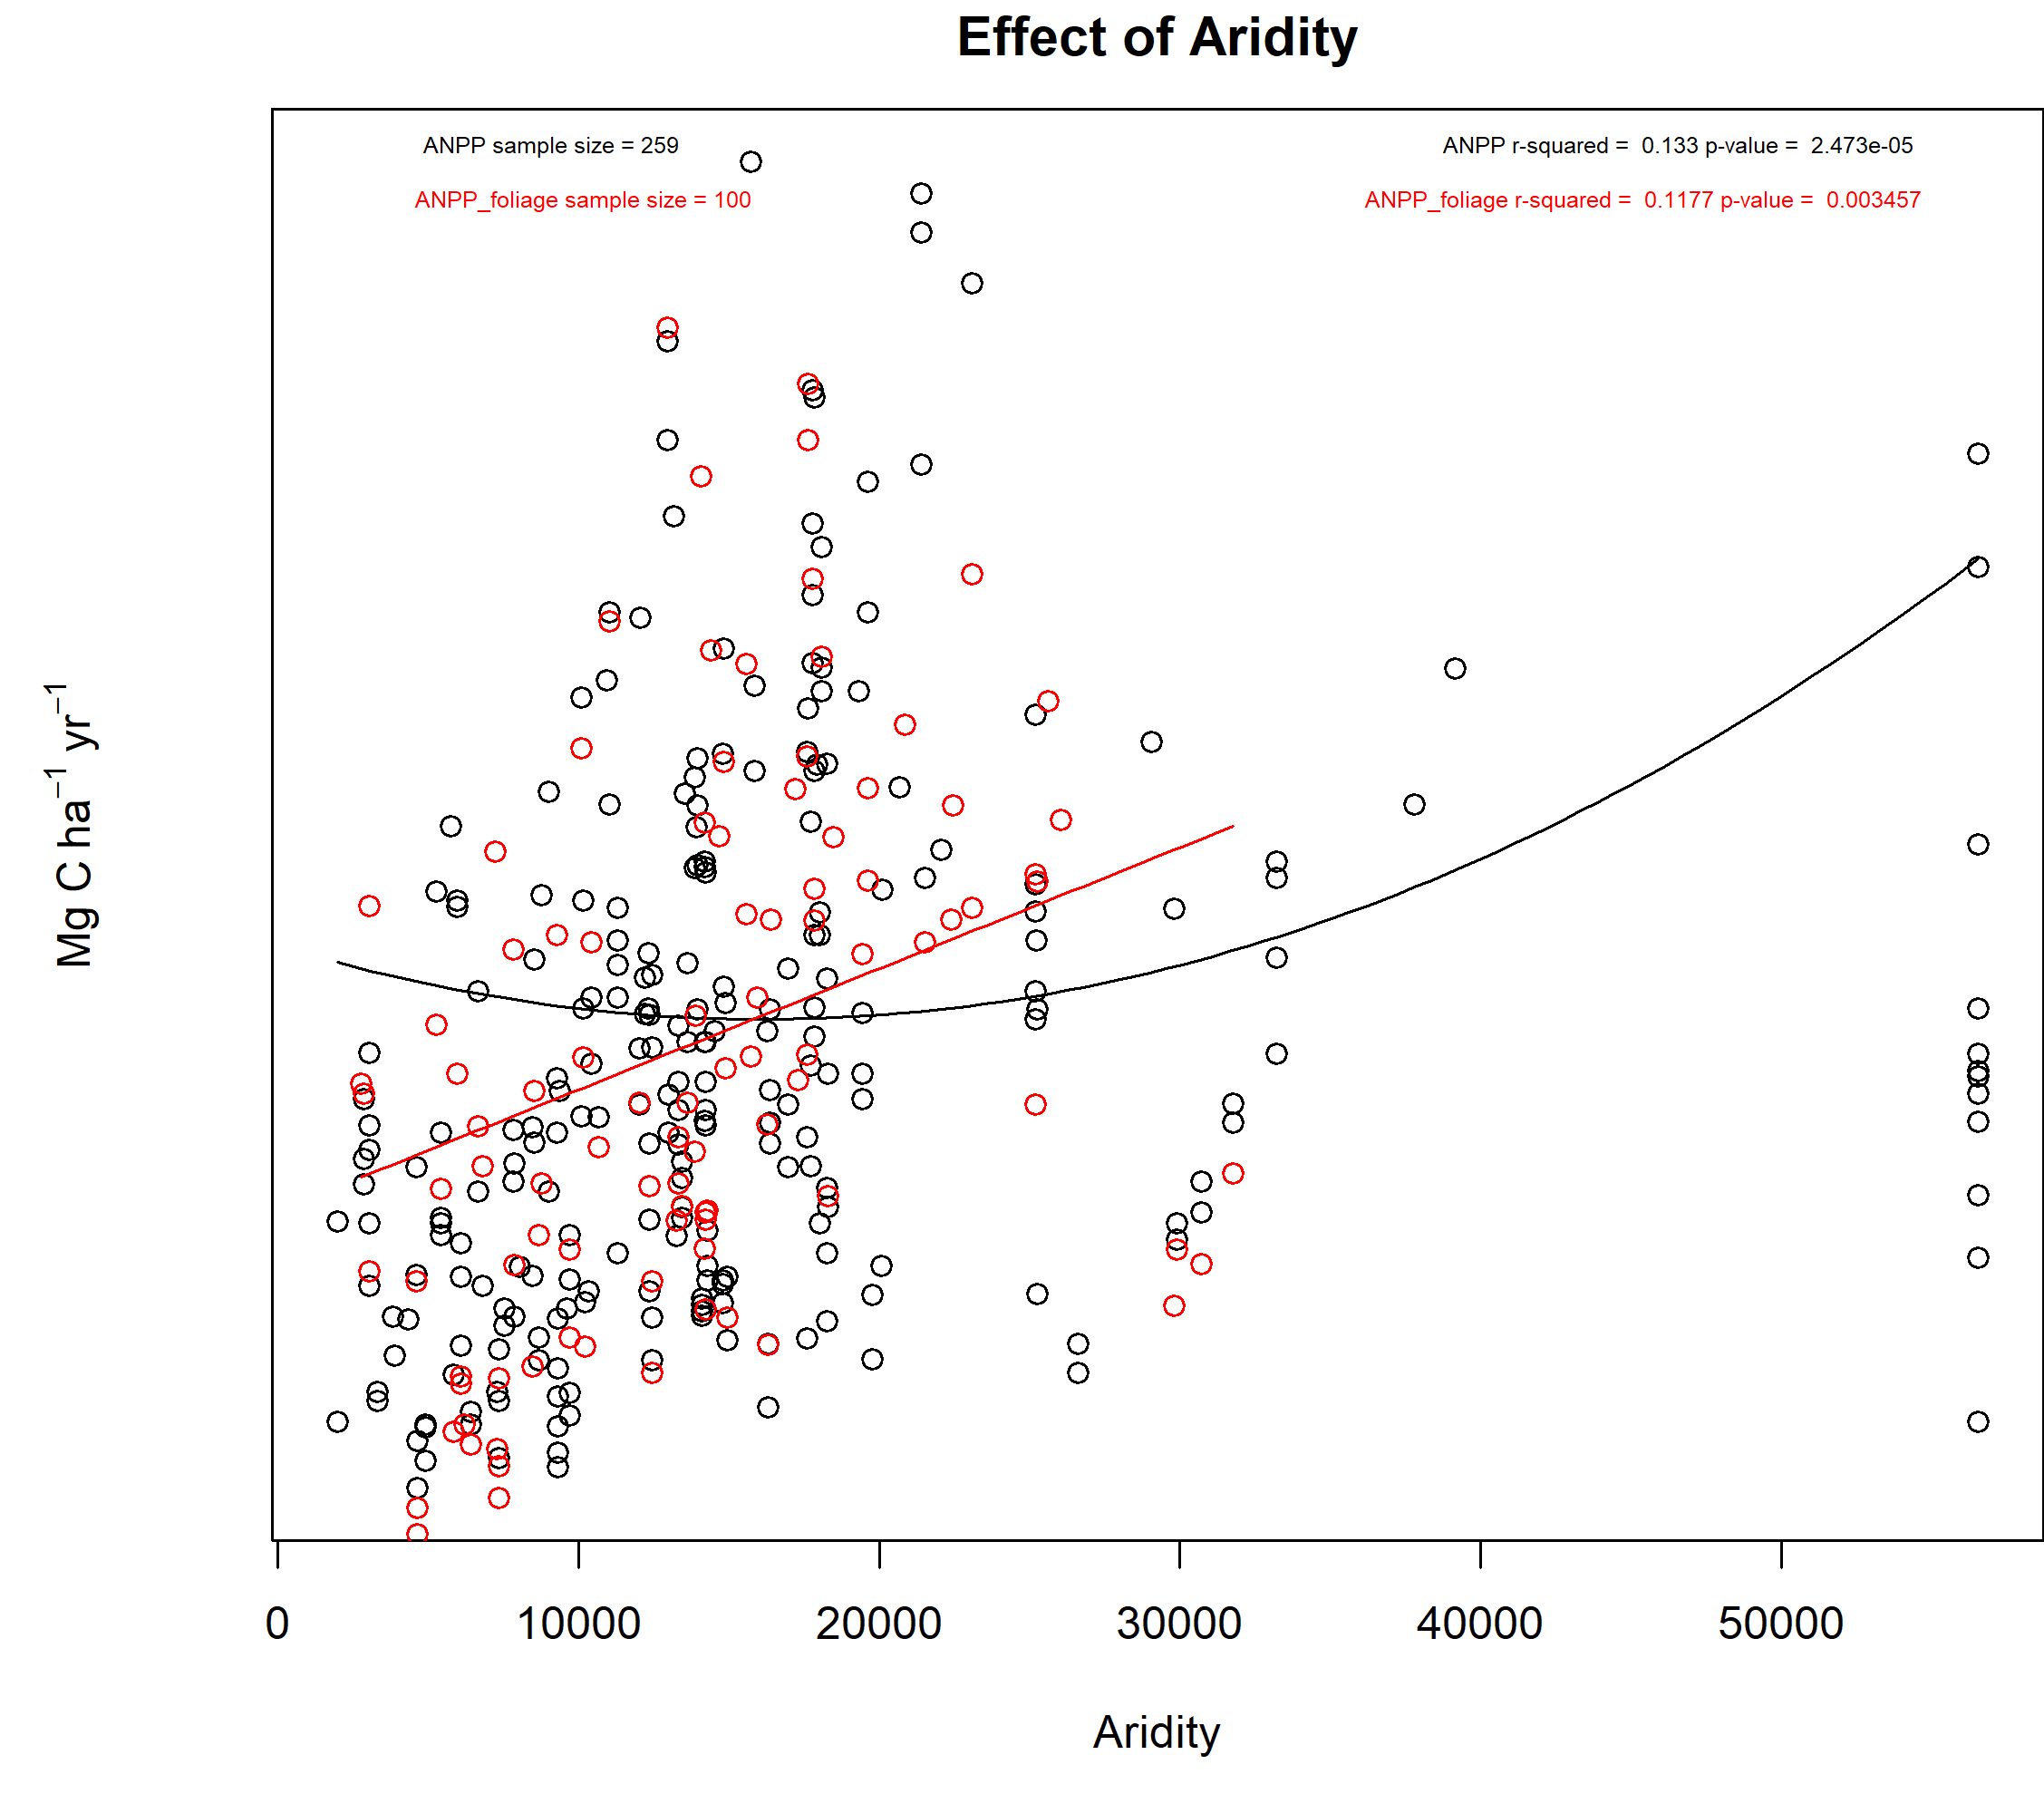 Effect of Aridity
ANPP sample size = 259
ANPP r-squared =  0.133 p-value =  2.473e-05
ANPP_foliage sample size = 100
ANPP_foliage r-squared =  0.1177 p-value =  0.003457
Mg C ha−1 yr−1
0 10000 20000 30000 40000 50000
Aridity